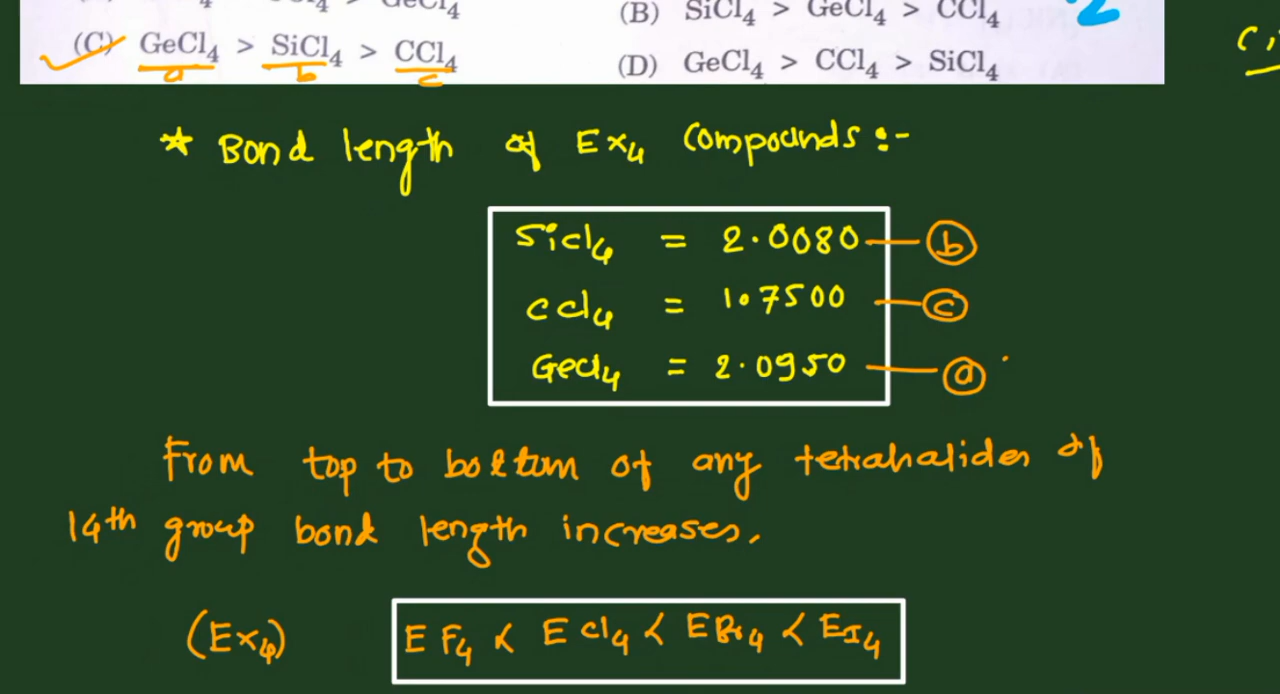 GeCl4
(B) SiCl4 > GeCl4 > CCl4
2
(C) GeCl4 > SiCl4 > CCl4
a b c
(D) GeCl4 > CCl4 > SiCl4
* Bond length of EX4 Compounds :-
SiCl4 = 2.0080 b
CCl4 = 1.7500 c
GeCl4 = 2.0950 a
From top to bottom of any tetrahalides of
14th group bond length increases.
(EX4) EF4 < ECl4 < EBr4 < EI4